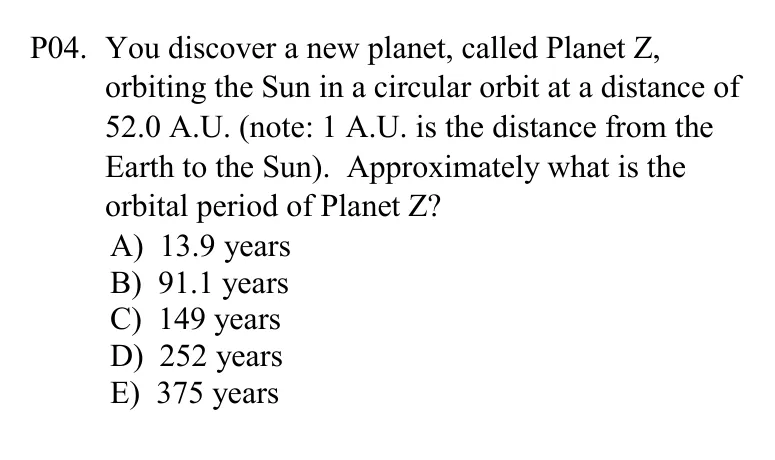 P04. You discover a new planet, called Planet Z,
orbiting the Sun in a circular orbit at a distance of
52.0 A.U. (note: 1 A.U. is the distance from the
Earth to the Sun). Approximately what is the
orbital period of Planet Z?
A) 13.9 years
B) 91.1 years
C) 149 years
D) 252 years
E) 375 years